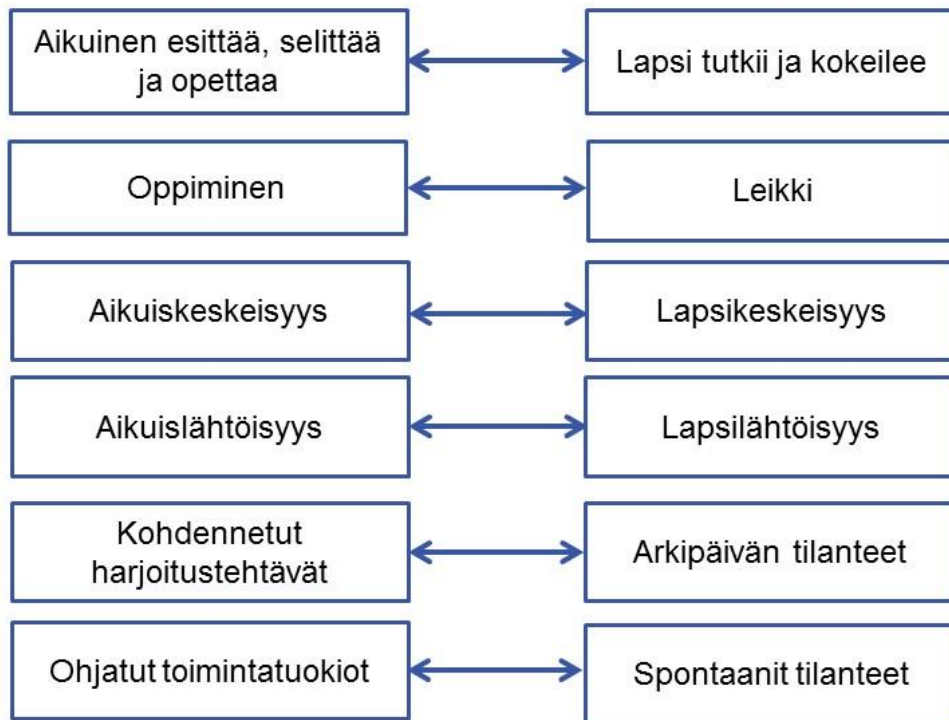 Aikuinen esittää, selittää
ja opettaa
Lapsi tutkii ja kokeilee
Oppiminen
Leikki
Aikuiskeskeisyys
Lapsikeskeisyys
Aikuislähtöisyys
Lapsilähtöisyys
Kohdennetut
harjoitustehtävät
Arkipäivän tilanteet
Ohjatut toimintatuokiot
Spontaanit tilanteet